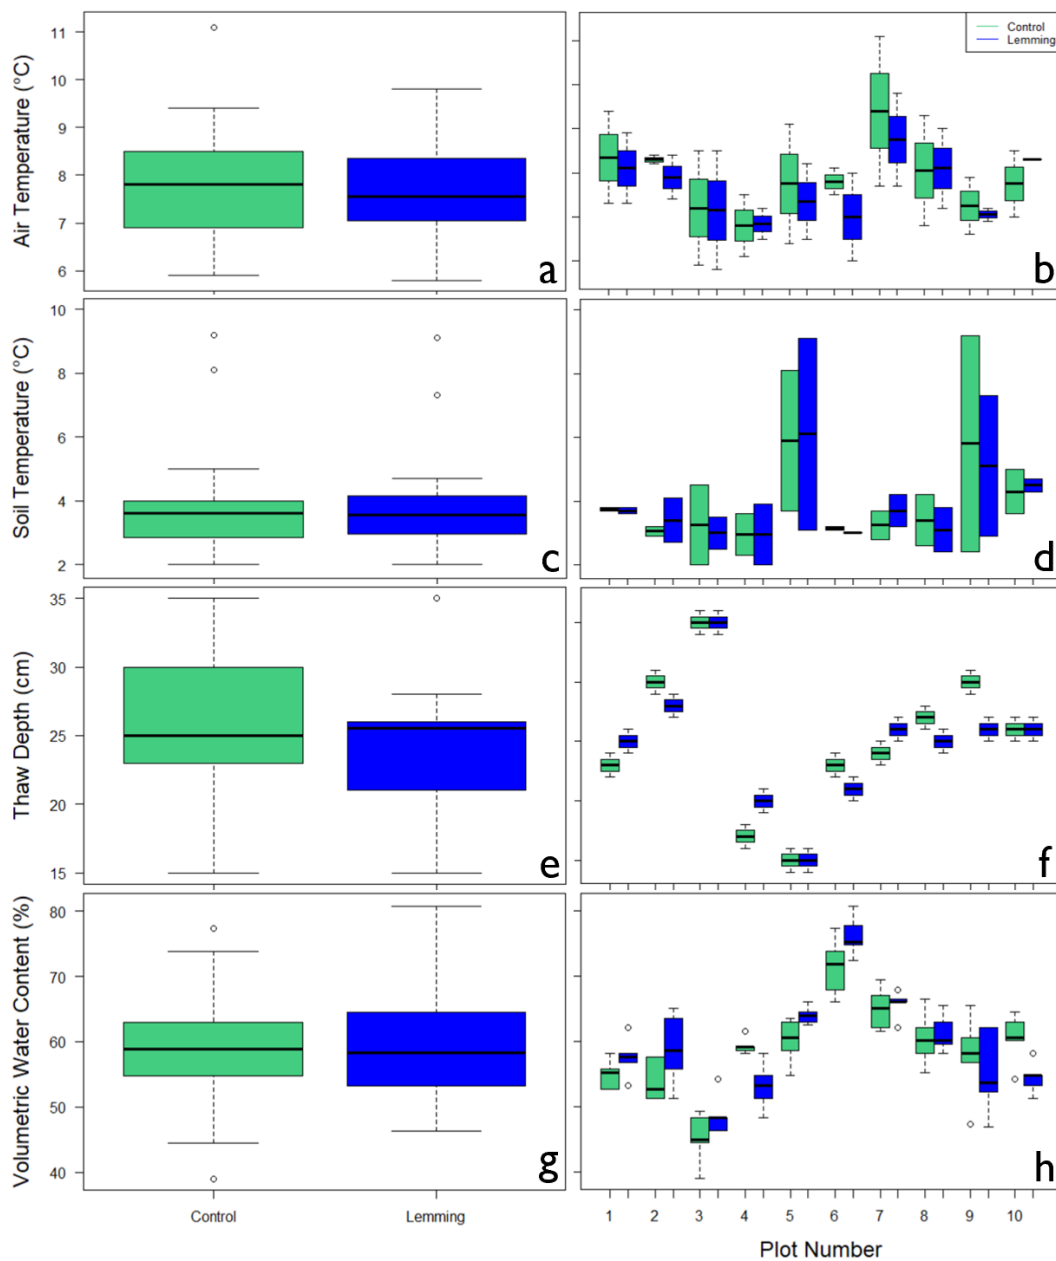 Air Temperature (°C)
11
10
9
8
7
6
a
Control
Lemming
b
Soil Temperature (°C)
10
8
6
4
2
c
d
Thaw Depth (cm)
35
30
25
20
15
e
f
Volumetric Water Content (%)
80
70
60
50
40
g
h
Control Lemming
1 2 3 4 5 6 7 8 9 10
Plot Number